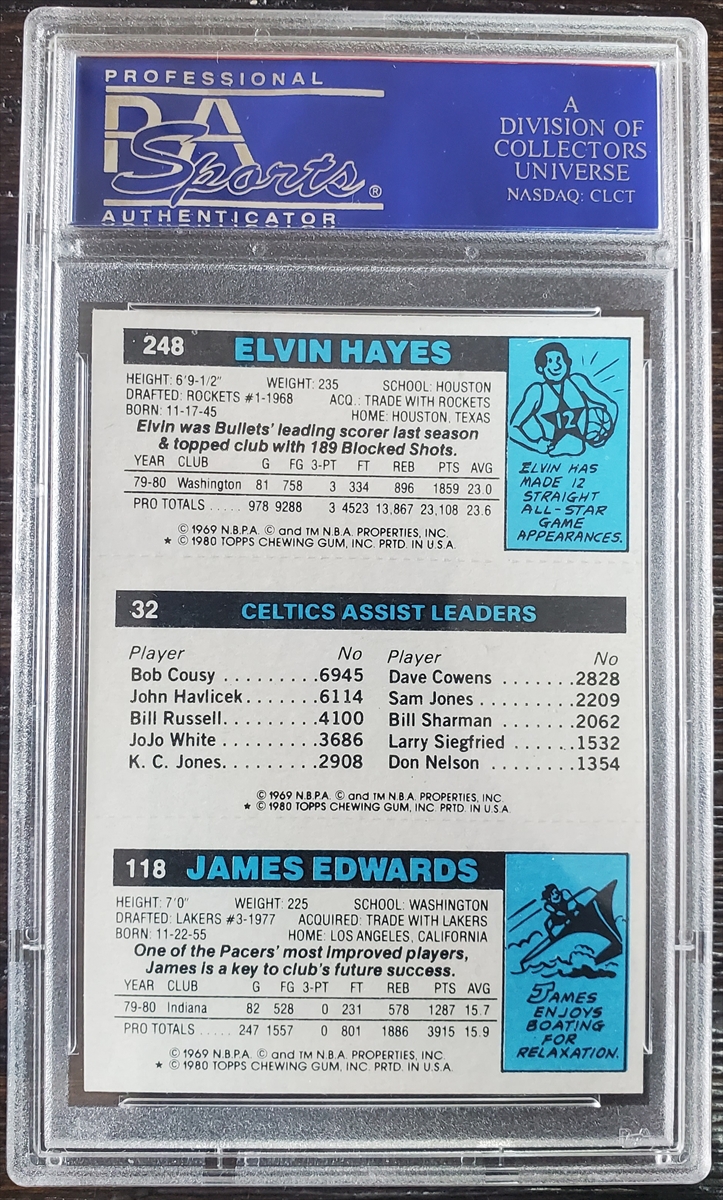 PROFESSIONAL
PSA
Sports ®
AUTHENTICATOR
A
DIVISION OF
COLLECTORS
UNIVERSE
NASDAQ: CLCT
248 ELVIN HAYES
HEIGHT: 6'9-1/2" WEIGHT: 235 SCHOOL: HOUSTON
DRAFTED: ROCKETS #1-1968 ACQ.: TRADE WITH ROCKETS
BORN: 11-17-45 HOME: HOUSTON, TEXAS
Elvin was Bullets' leading scorer last season
& topped club with 189 Blocked Shots.
YEAR CLUB G FG 3-PT FT REB PTS AVG
79-80 Washington 81 758 3 334 896 1859 23.0
PRO TOTALS ..... 978 9288 3 4523 13,867 23,108 23.6
© 1969 N.B.P.A. © and TM N.B.A. PROPERTIES, INC.
★ © 1980 TOPPS CHEWING GUM, INC. PRTD. IN U.S.A.
12
ELVIN HAS
MADE 12
STRAIGHT
ALL-STAR
GAME
APPEARANCES.
32 CELTICS ASSIST LEADERS
Player No Player No
Bob Cousy .........6945 Dave Cowens .......2828
John Havlicek.......6114 Sam Jones .........2209
Bill Russell.........4100 Bill Sharman ........2062
JoJo White .........3686 Larry Siegfried ......1532
K. C. Jones.........2908 Don Nelson ........1354
© 1969 N.B.P.A. © and TM N.B.A. PROPERTIES, INC.
★ © 1980 TOPPS CHEWING GUM, INC. PRTD. IN U.S.A.
118 JAMES EDWARDS
HEIGHT: 7'0" WEIGHT: 225 SCHOOL: WASHINGTON
DRAFTED: LAKERS #3-1977 ACQUIRED: TRADE WITH LAKERS
BORN: 11-22-55 HOME: LOS ANGELES, CALIFORNIA
One of the Pacers' most improved players,
James is a key to club's future success.
YEAR CLUB G FG 3-PT FT REB PTS AVG
79-80 Indiana 82 528 0 231 578 1287 15.7
PRO TOTALS ..... 247 1557 0 801 1886 3915 15.9
© 1969 N.B.P.A. © and TM N.B.A. PROPERTIES, INC.
★ © 1980 TOPPS CHEWING GUM, INC. PRTD. IN U.S.A.
JAMES
ENJOYS
BOATING
FOR
RELAXATION.
PSA